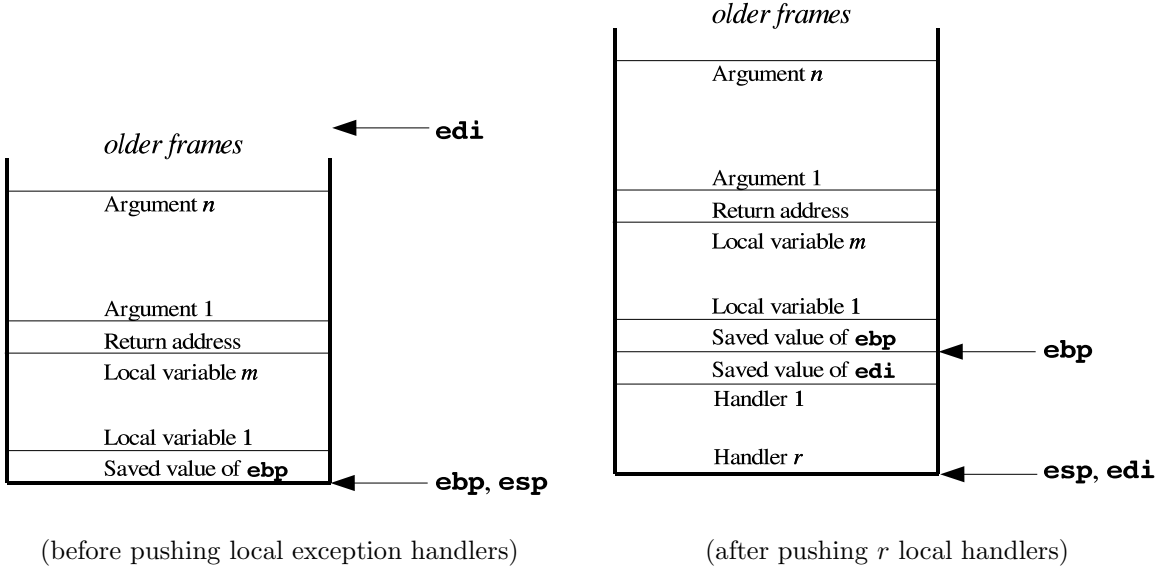 older frames
edi
Argument n
Argument 1
Return address
Local variable m
Local variable 1
Saved value of ebp
ebp, esp
(before pushing local exception handlers)
older frames
Argument n
Argument 1
Return address
Local variable m
Local variable 1
Saved value of ebp
ebp
Saved value of edi
Handler 1
Handler r
esp, edi
(after pushing r local handlers)